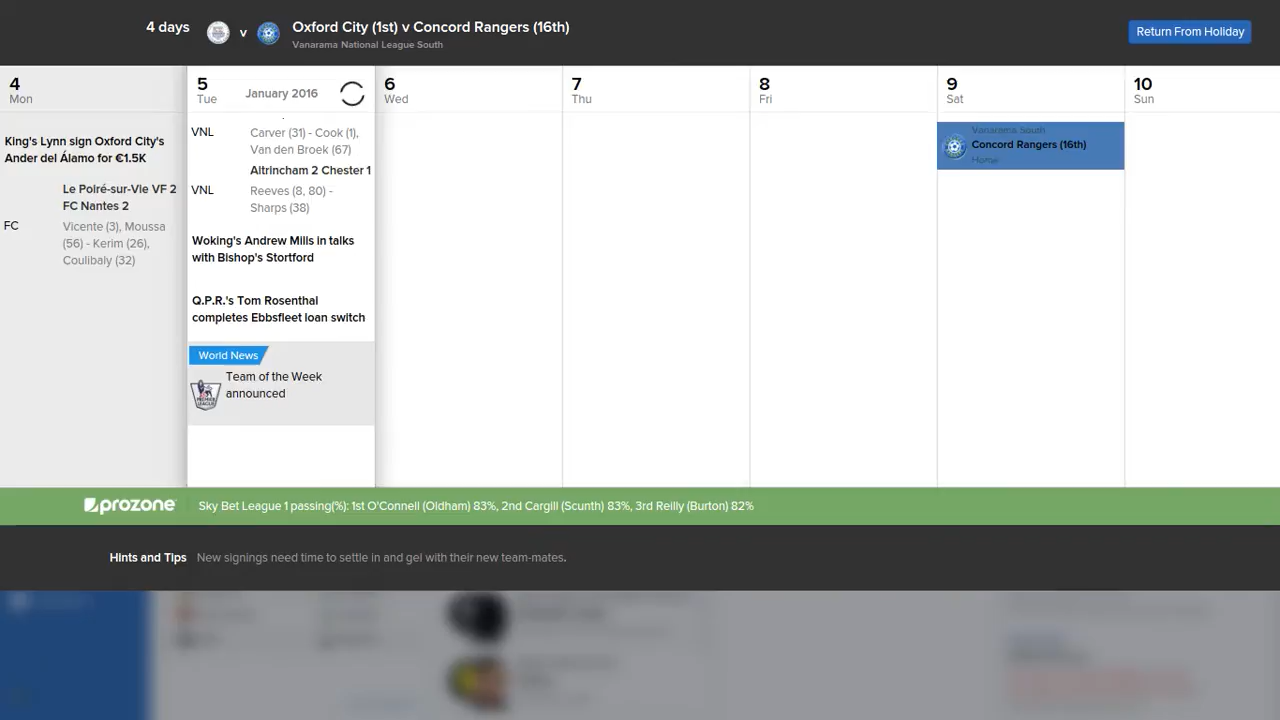 4 days
v
Oxford City (1st) v Concord Rangers (16th)
Vanarama National League South
Return From Holiday
4
Mon
5
Tue
January 2016
6
Wed
7
Thu
8
Fri
9
Sat
10
Sun
King's Lynn sign Oxford City's
Ander del Álamo for €1.5K
Le Poiré-sur-Vie VF 2
FC Nantes 2
FC
Vicente (3), Moussa
(56) - Kerim (26),
Coulibaly (32)
VNL
Carver (31) - Cook (1),
Van den Broek (67)
Altrincham 2 Chester 1
VNL
Reeves (8, 80) -
Sharps (38)
Woking's Andrew Mills in talks
with Bishop's Stortford
Q.P.R.'s Tom Rosenthal
completes Ebbsfleet loan switch
World News
Team of the Week
announced
Vanarama South
Concord Rangers (16th)
Home
prozone
Sky Bet League 1 passing(%): 1st O'Connell (Oldham) 83%, 2nd Cargill (Scunth) 83%, 3rd Reilly (Burton) 82%
Hints and Tips
New signings need time to settle in and gel with their new team-mates.